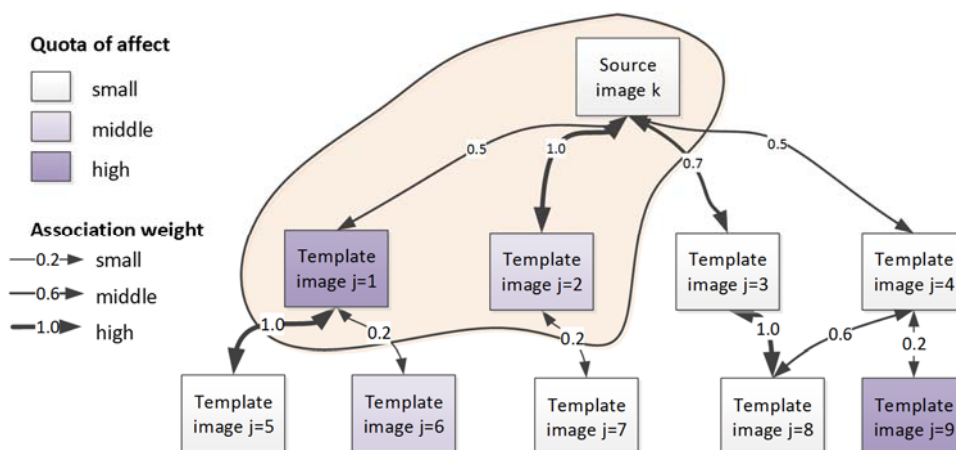 Quota of affect
small
middle
high
Association weight
0.2 small
0.6 middle
1.0 high
Source
image k
0.5
1.0
0.7
0.5
Template
image j=1
Template
image j=2
Template
image j=3
Template
image j=4
1.0
0.2
0.2
1.0
0.6
0.2
Template
image j=5
Template
image j=6
Template
image j=7
Template
image j=8
Template
image j=9